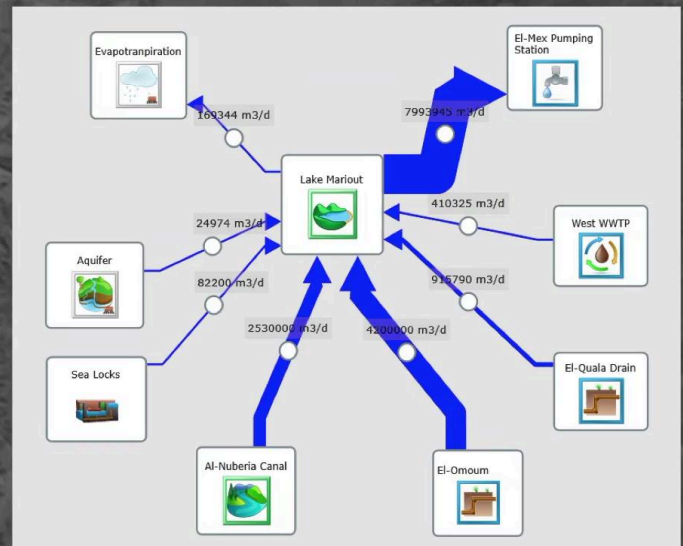 El-Mex Pumping
Station
Evapotranpiration
169344 m3/d
7993945 m3/d
Lake Mariout
410325 m3/d
24974 m3/d
West WWTP
Aquifer
82200 m3/d
915790 m3/d
2530000 m3/d
4200000 m3/d
El-Quala Drain
Sea Locks
Al-Nuberia Canal
El-Omoum